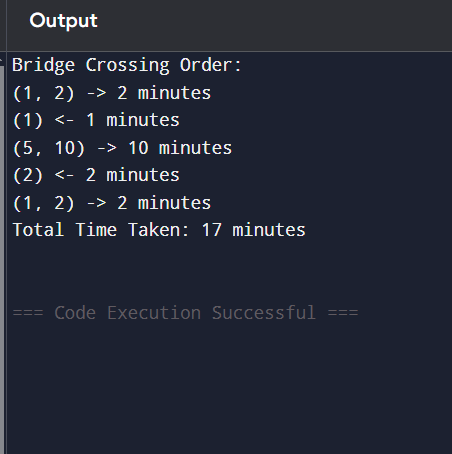 Output
Bridge Crossing Order:
(1, 2) -> 2 minutes
(1) <- 1 minutes
(5, 10) -> 10 minutes
(2) <- 2 minutes
(1, 2) -> 2 minutes
Total Time Taken: 17 minutes
=== Code Execution Successful ===